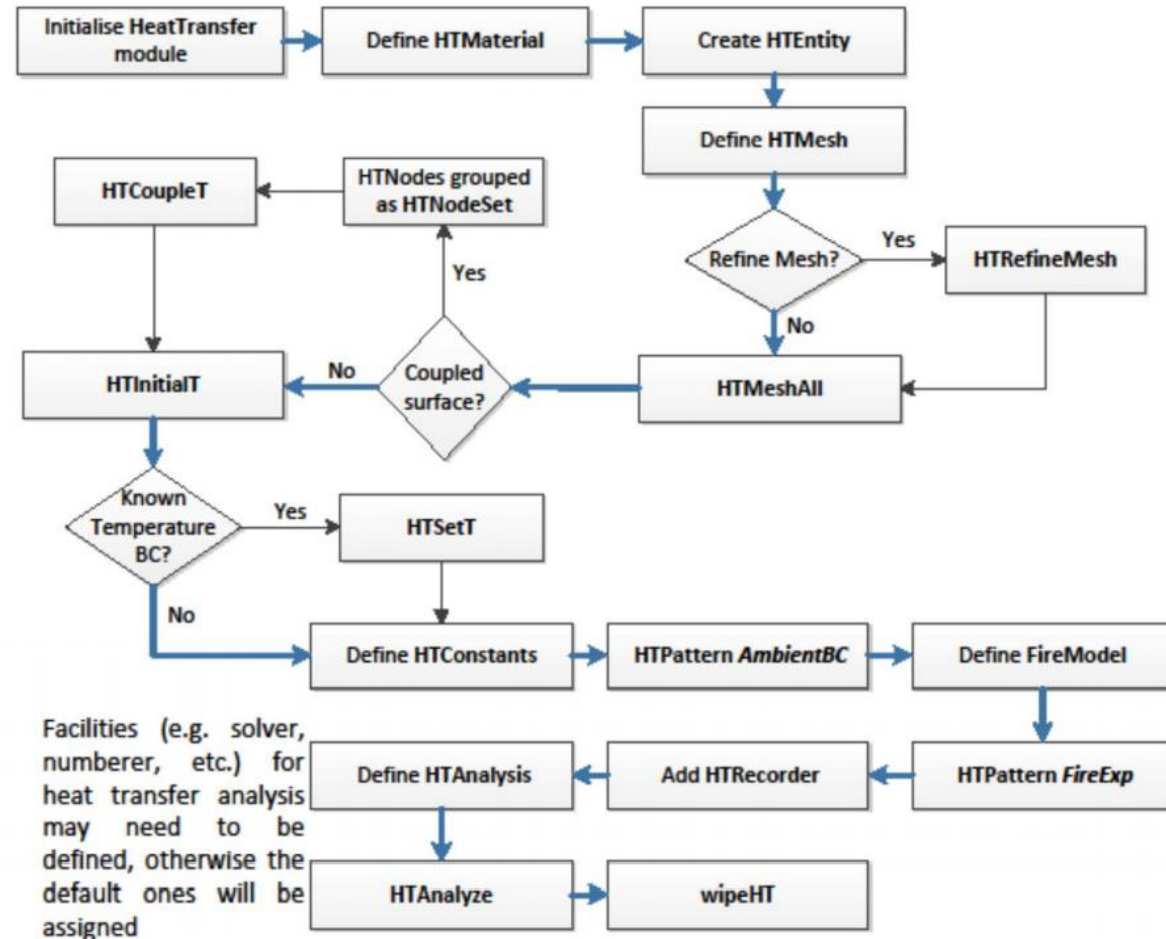 Initialise HeatTransfer
module
Define HTMaterial
Create HTEntity
Define HTMesh
HTCoupleT
HTNodes grouped
as HTNodeSet
Refine Mesh?
Yes
HTRefineMesh
Yes
No
HTInitialT
No
Coupled
surface?
HTMeshAll
Known
Temperature
BC?
Yes
HTSetT
No
Define HTConstants
HTPattern AmbientBC
Define FireModel
Facilities (e.g. solver,
numberer, etc.) for
heat transfer analysis
may need to be
defined, otherwise the
default ones will be
assigned
Define HTAnalysis
Add HTRecorder
HTPattern FireExp
HTAnalyze
wipeHT